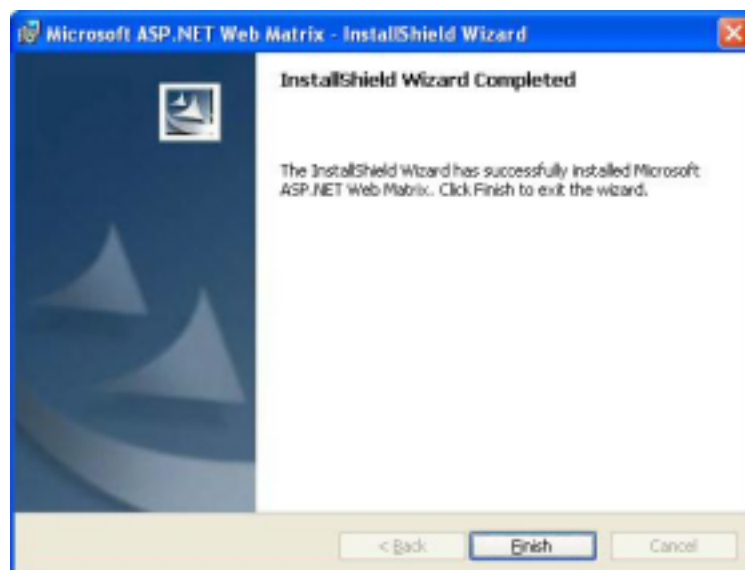 Microsoft ASP.NET Web Matrix - InstallShield Wizard
InstallShield Wizard Completed
The InstallShield Wizard has successfully installed Microsoft
ASP.NET Web Matrix. Click Finish to exit the wizard.
< Back Finish Cancel